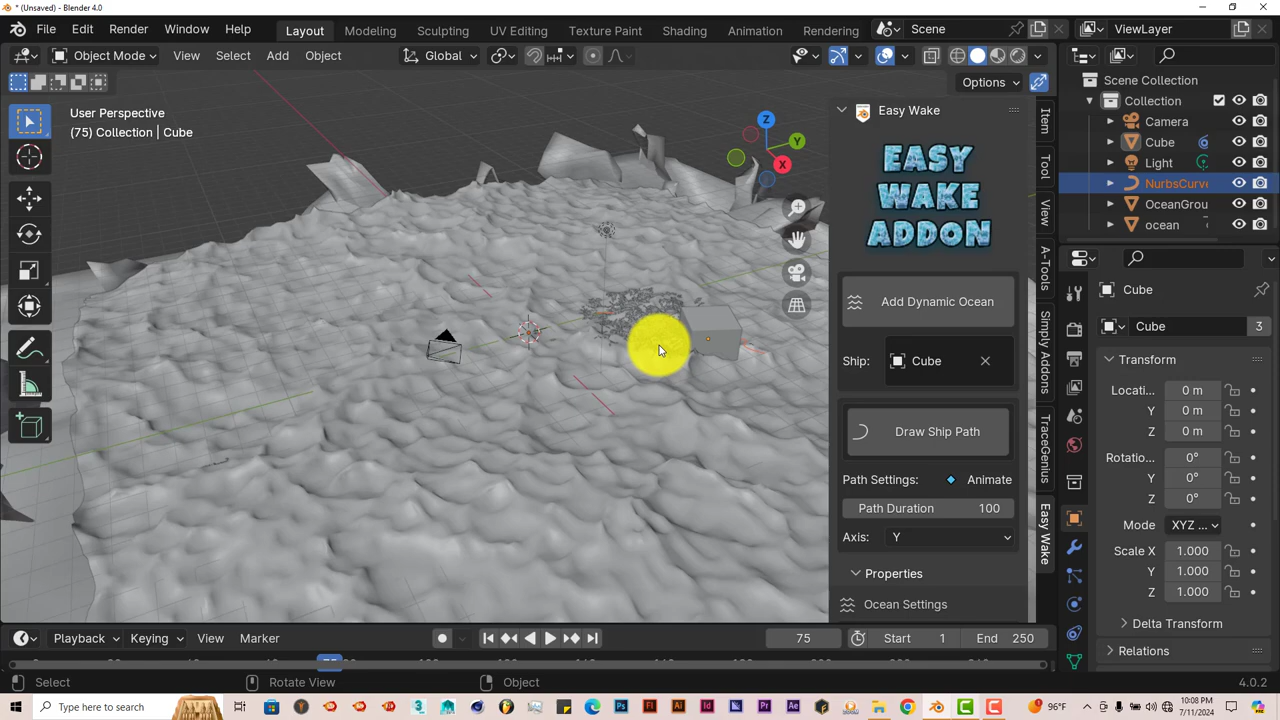 * (Unsaved) - Blender 4.0
File Edit Render Window Help
Layout Modeling Sculpting UV Editing Texture Paint Shading Animation Rendering
Scene
ViewLayer
Object Mode View Select Add Object Global
Options
User Perspective
(75) Collection | Cube
Z
Y
X
Easy Wake
EASY
WAKE
ADDON
Add Dynamic Ocean
Ship: Cube
Draw Ship Path
Path Settings: Animate
Path Duration 100
Axis: Y
Properties
Ocean Settings
Item
Tool
View
A-Tools
Simply Addons
TraceGenius
Easy Wake
Scene Collection
Collection
Camera
Cube
Light
NurbsCurv
OceanGrou
ocean
Cube
Cube 3
Transform
Locati... 0 m
Y 0 m
Z 0 m
Rotatio... 0°
Y 0°
Z 0°
Mode XYZ ...
Scale X 1.000
Y 1.000
Z 1.000
Delta Transform
Relations
Playback Keying View Marker
75 Start 1 End 250
75
Select Rotate View Object 4.0.2
Type here to search
96°F
10:08 PM
7/11/2024